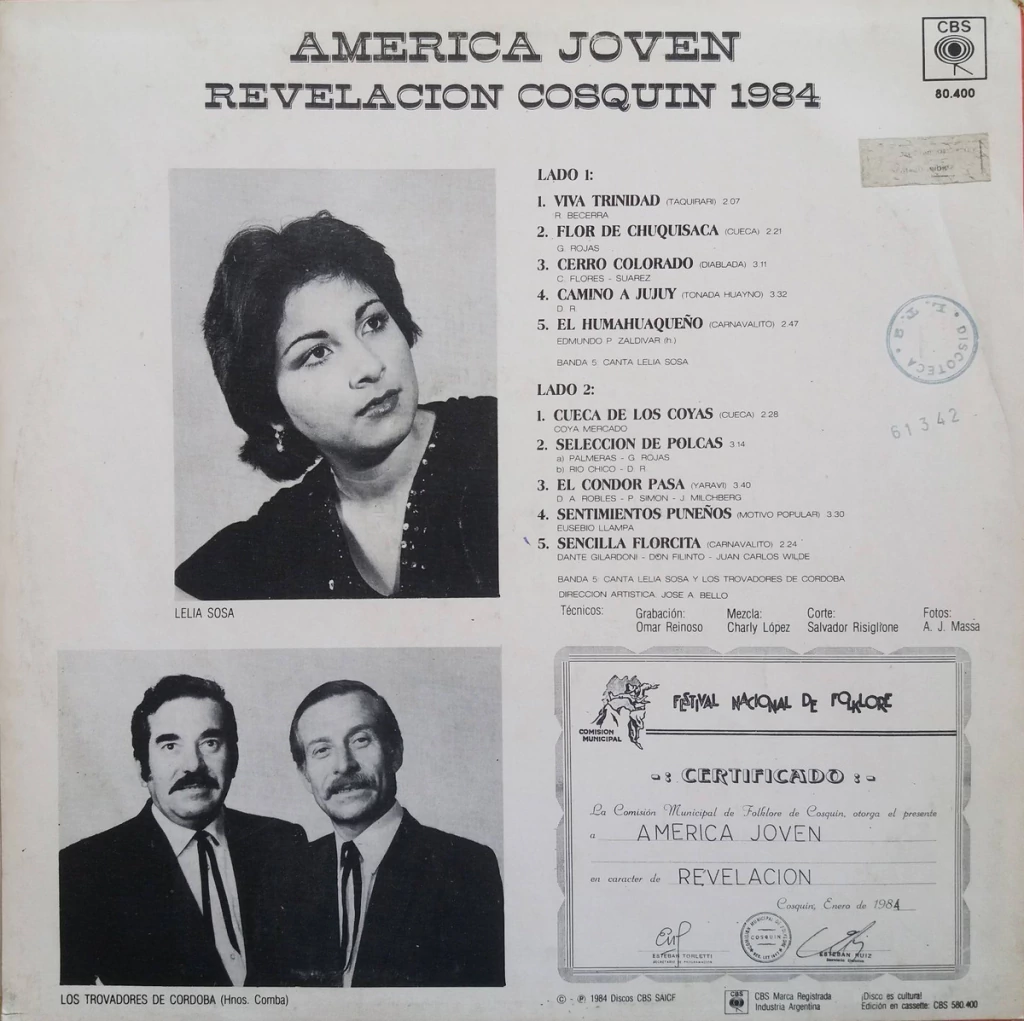 AMERICA JOVEN
REVELACION COSQUIN 1984
CBS
80.400
LADO 1:
1. VIVA TRINIDAD (TAQUIRARI) 2.07
R. BECERRA
2. FLOR DE CHUQUISACA (CUECA) 2.21
G. ROJAS
3. CERRO COLORADO (DIABLADA) 3.11
C. FLORES - SUAREZ
4. CAMINO A JUJUY (TONADA HUAYNO) 3.32
D. R
5. EL HUMAHUAQUEÑO (CARNAVALITO) 2.47
EDMUNDO P. ZALDIVAR (h.)
BANDA 5: CANTA LELIA SOSA
LADO 2:
1. CUECA DE LOS COYAS (CUECA) 2:28
COYA MERCADO
2. SELECCION DE POLCAS 3.14
a) PALMERAS - G. ROJAS
b) RIO CHICO - D. R
3. EL CONDOR PASA (YARAVI) 3.40
D. A. ROBLES - P. SIMON - J. MILCHBERG
4. SENTIMIENTOS PUNEÑOS (MOTIVO POPULAR) 3.30
EUSEBIO LLAMPA
5. SENCILLA FLORCITA (CARNAVALITO) 2.24
DANTE GILARDONI - DON FILINTO - JUAN CARLOS WILDE
BANDA 5: CANTA LELIA SOSA Y LOS TROVADORES DE CORDOBA
DIRECCION ARTISTICA: JOSE A. BELLO
Técnicos: Grabación: Mezcla: Corte: Fotos:
Omar Reinoso Charly López Salvador Risiglione A. J. Massa
DISCOTECA
61342
LELIA SOSA
LOS TROVADORES DE CORDOBA (Hnos. Comba)
FESTIVAL NACIONAL DE FOLKLORE
COMISION
MUNICIPAL
-: CERTIFICADO :-
La Comisión Municipal de Folklore de Cosquín, otorga el presente
a AMERICA JOVEN
en caracter de REVELACION
Cosquín, Enero de 1984
COSQUIN
ESTEBAN RUIZ
© - ℗ 1984 Discos CBS SAICF
CBS
CBS Marca Registrada
Industria Argentina
¡Disco es cultura!
Edición en cassette: CBS 580.400